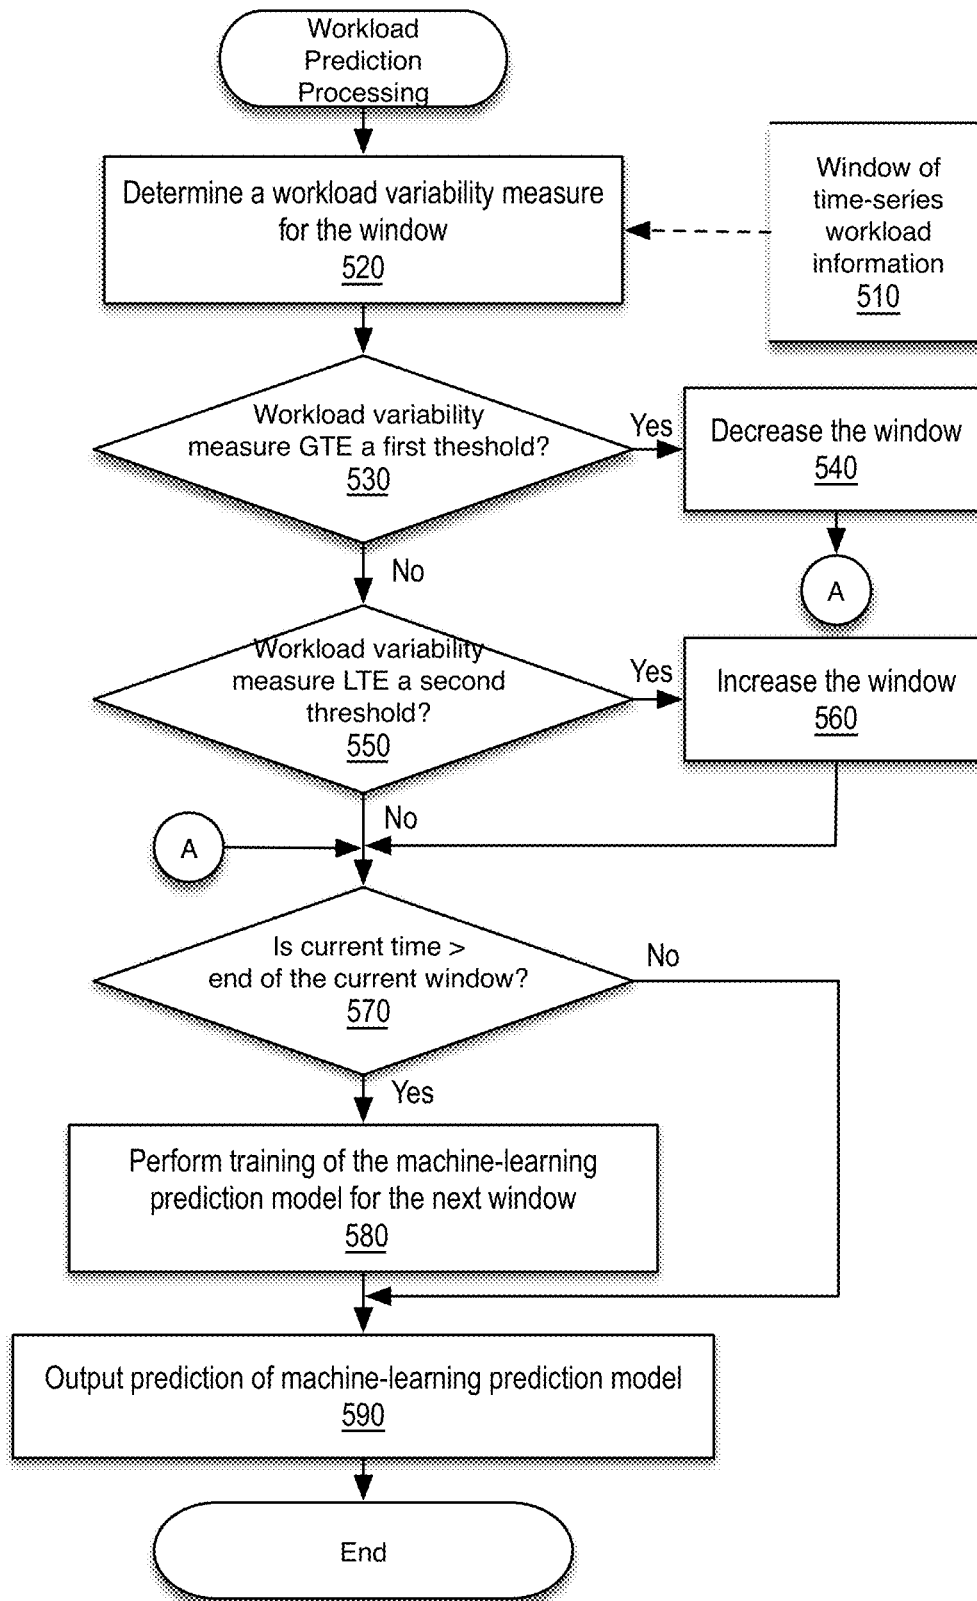 Workload
Prediction
Processing
Determine a workload variability measure
for the window
520
Window of
time-series
workload
information
510
Workload variability
measure GTE a first theshold?
530
Yes
Decrease the window
540
No
A
Workload variability
measure LTE a second
threshold?
550
Yes
Increase the window
560
No
A
Is current time >
end of the current window?
570
No
Yes
Perform training of the machine-learning
prediction model for the next window
580
Output prediction of machine-learning prediction model
590
End